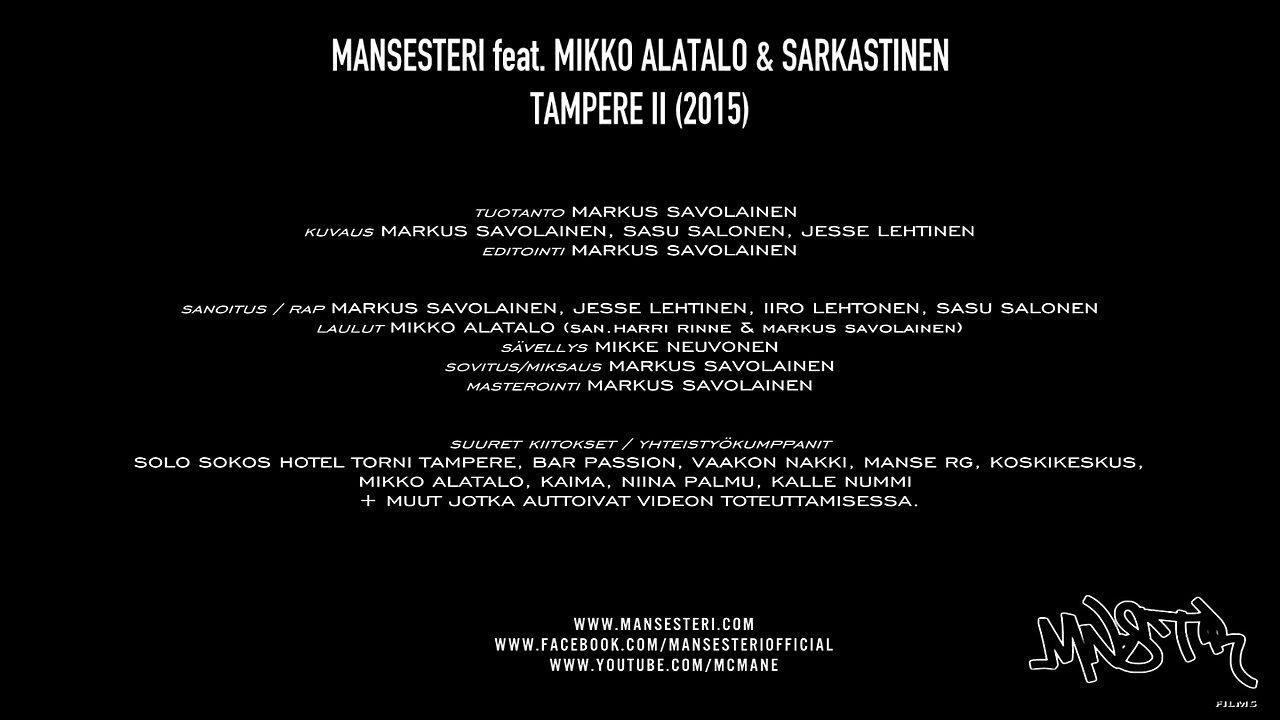 MANSESTERI feat. MIKKO ALATALO & SARKASTINEN
TAMPERE II (2015)
TUOTANTO MARKUS SAVOLAINEN
KUVAUS MARKUS SAVOLAINEN, SASU SALONEN, JESSE LEHTINEN
EDITOINTI MARKUS SAVOLAINEN
SANOITUS / RAP MARKUS SAVOLAINEN, JESSE LEHTINEN, IIRO LEHTONEN, SASU SALONEN
LAULUT MIKKO ALATALO (SAN.HARRI RINNE & MARKUS SAVOLAINEN)
SÄVELLYS MIKKE NEUVONEN
SOVITUS/MIKSAUS MARKUS SAVOLAINEN
MASTEROINTI MARKUS SAVOLAINEN
SUURET KIITOKSET / YHTEISTYÖKUMPPANIT
SOLO SOKOS HOTEL TORNI TAMPERE, BAR PASSION, VAAKON NAKKI, MANSE RG, KOSKIKESKUS,
MIKKO ALATALO, KAIMA, NIINA PALMU, KALLE NUMMI
+ MUUT JOTKA AUTTOIVAT VIDEON TOTEUTTAMISESSA.
WWW.MANSESTERI.COM
WWW.FACEBOOK.COM/MANSESTERIOFFICIAL
WWW.YOUTUBE.COM/MCMANE
FILMS